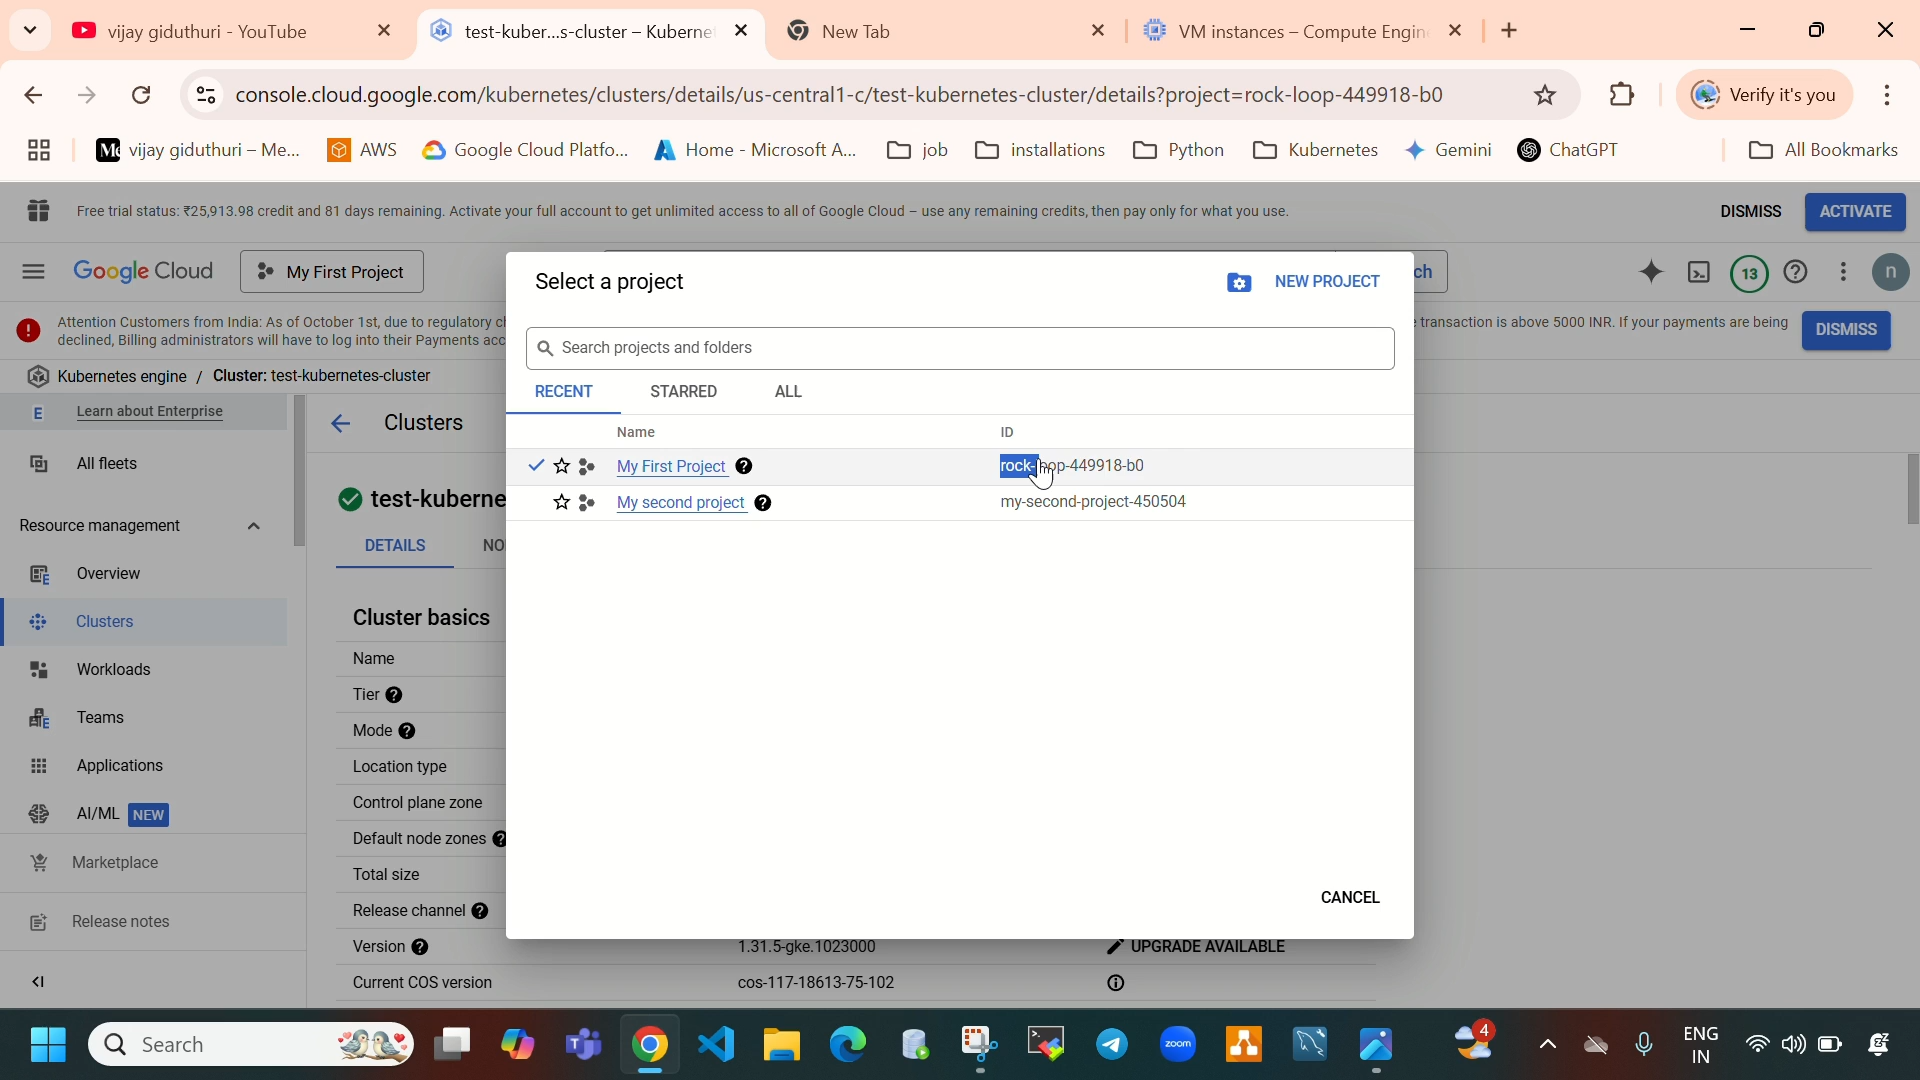 vijay giduthuri - YouTube
test-kuber...s-cluster – Kuberne
New Tab
VM instances – Compute Engin
console.cloud.google.com/kubernetes/clusters/details/us-central1-c/test-kubernetes-cluster/details?project=rock-loop-449918-b0
Verify it's you
vijay giduthuri – Me...
AWS
Google Cloud Platfo...
Home - Microsoft A...
job
installations
Python
Kubernetes
Gemini
ChatGPT
All Bookmarks
Free trial status: ₹25,913.98 credit and 81 days remaining. Activate your full account to get unlimited access to all of Google Cloud – use any remaining credits, then pay only for what you use.
DISMISS
ACTIVATE
Google Cloud
My First Project
ch
13
n
Attention Customers from India: As of October 1st, due to regulatory c
declined, Billing administrators will have to log into their Payments acc
transaction is above 5000 INR. If your payments are being
DISMISS
Kubernetes engine / Cluster: test-kubernetes-cluster
Learn about Enterprise
All fleets
Resource management
Overview
Clusters
Workloads
Teams
Applications
AI/ML NEW
Marketplace
Release notes
Clusters
test-kuberne
DETAILS
NO
Cluster basics
Name
Tier
Mode
Location type
Control plane zone
Default node zones
Total size
Release channel
Version
1.31.5-gke.1023000
UPGRADE AVAILABLE
Current COS version
cos-117-18613-75-102
Select a project
NEW PROJECT
Search projects and folders
RECENT
STARRED
ALL
Name
ID
My First Project
rock-loop-449918-b0
My second project
my-second-project-450504
CANCEL
Search
zoom
4
ENG
IN